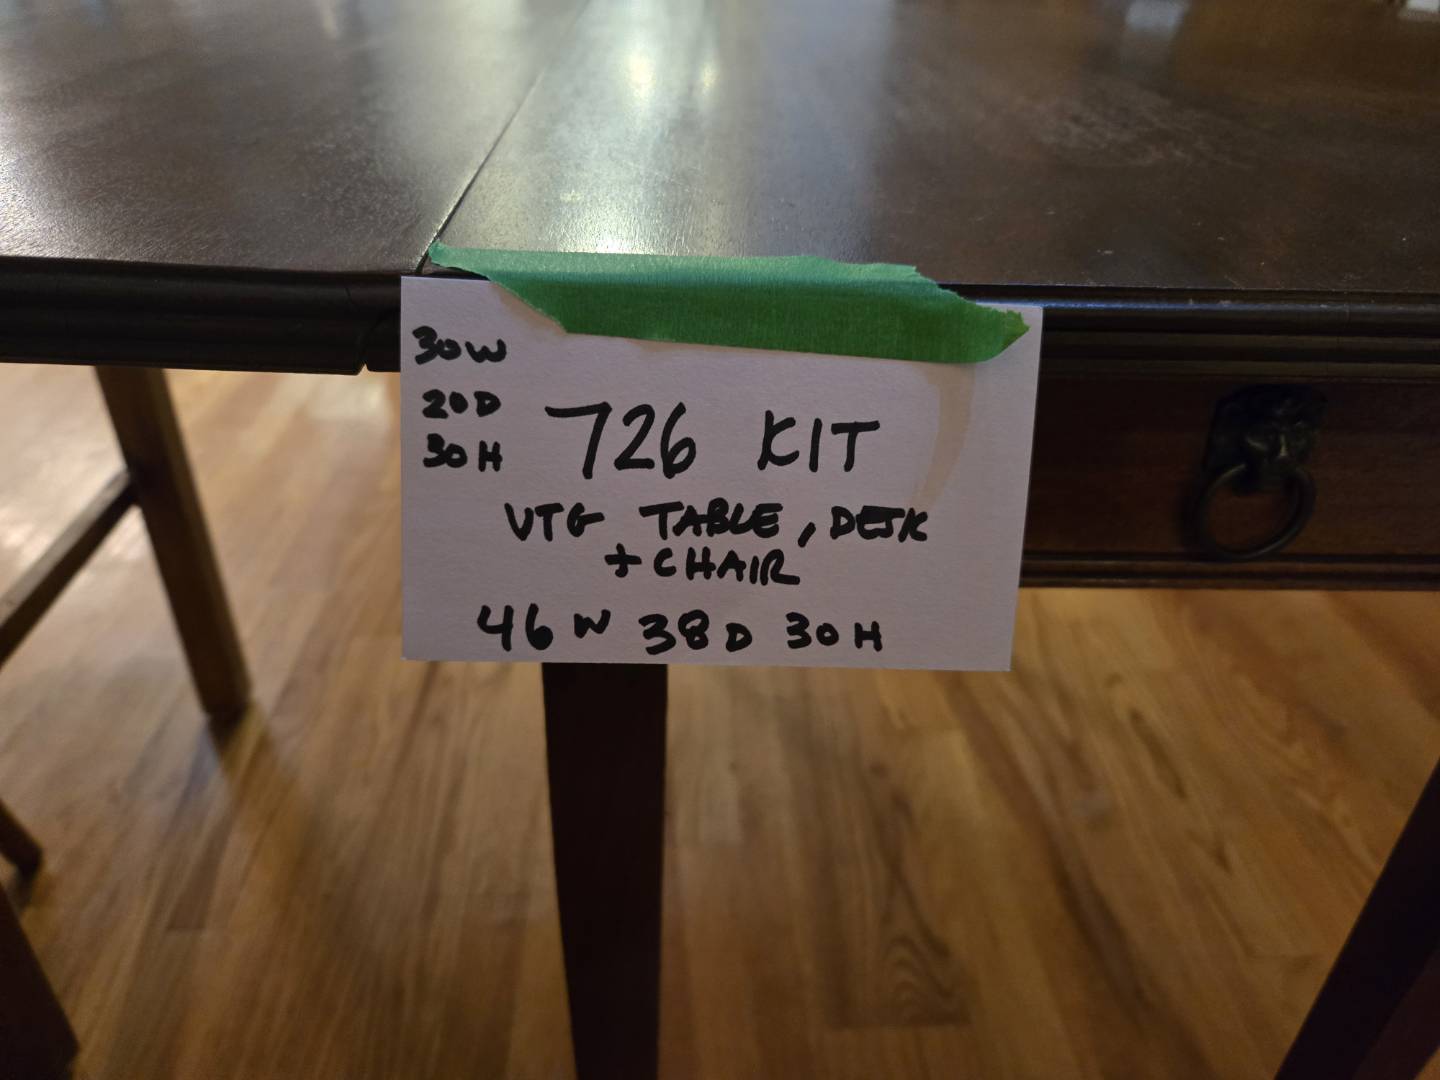 30W
20D
30H
726 KIT
VTG TABLE, DESK
+ CHAIR
46W 38D 30H